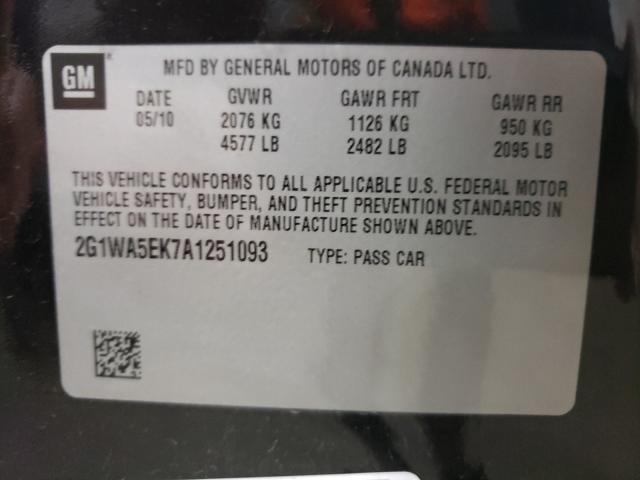 GM
MFD BY GENERAL MOTORS OF CANADA LTD.
DATE GVWR GAWR FRT GAWR RR
05/10 2076 KG 1126 KG 950 KG
4577 LB 2482 LB 2095 LB
THIS VEHICLE CONFORMS TO ALL APPLICABLE U.S. FEDERAL MOTOR
VEHICLE SAFETY, BUMPER, AND THEFT PREVENTION STANDARDS IN
EFFECT ON THE DATE OF MANUFACTURE SHOWN ABOVE.
2G1WA5EK7A1251093 TYPE: PASS CAR